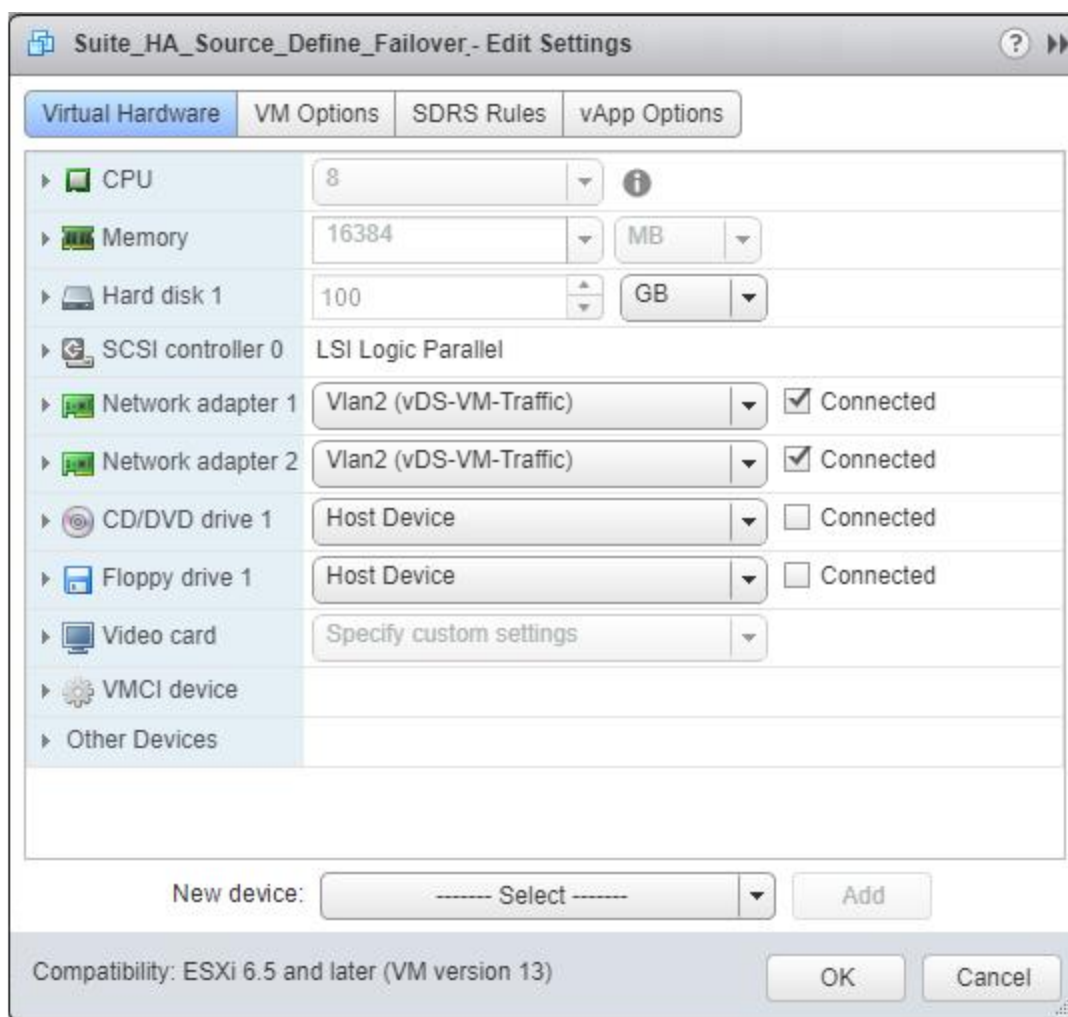 Suite_HA_Source_Define_Failover - Edit Settings ?
Virtual Hardware VM Options SDRS Rules vApp Options
CPU 8 i
Memory 16384 MB
Hard disk 1 100 GB
SCSI controller 0 LSI Logic Parallel
Network adapter 1 Vlan2 (vDS-VM-Traffic) Connected
Network adapter 2 Vlan2 (vDS-VM-Traffic) Connected
CD/DVD drive 1 Host Device Connected
Floppy drive 1 Host Device Connected
Video card Specify custom settings
VMCI device
Other Devices
New device: ------- Select ------- Add
Compatibility: ESXi 6.5 and later (VM version 13) OK Cancel